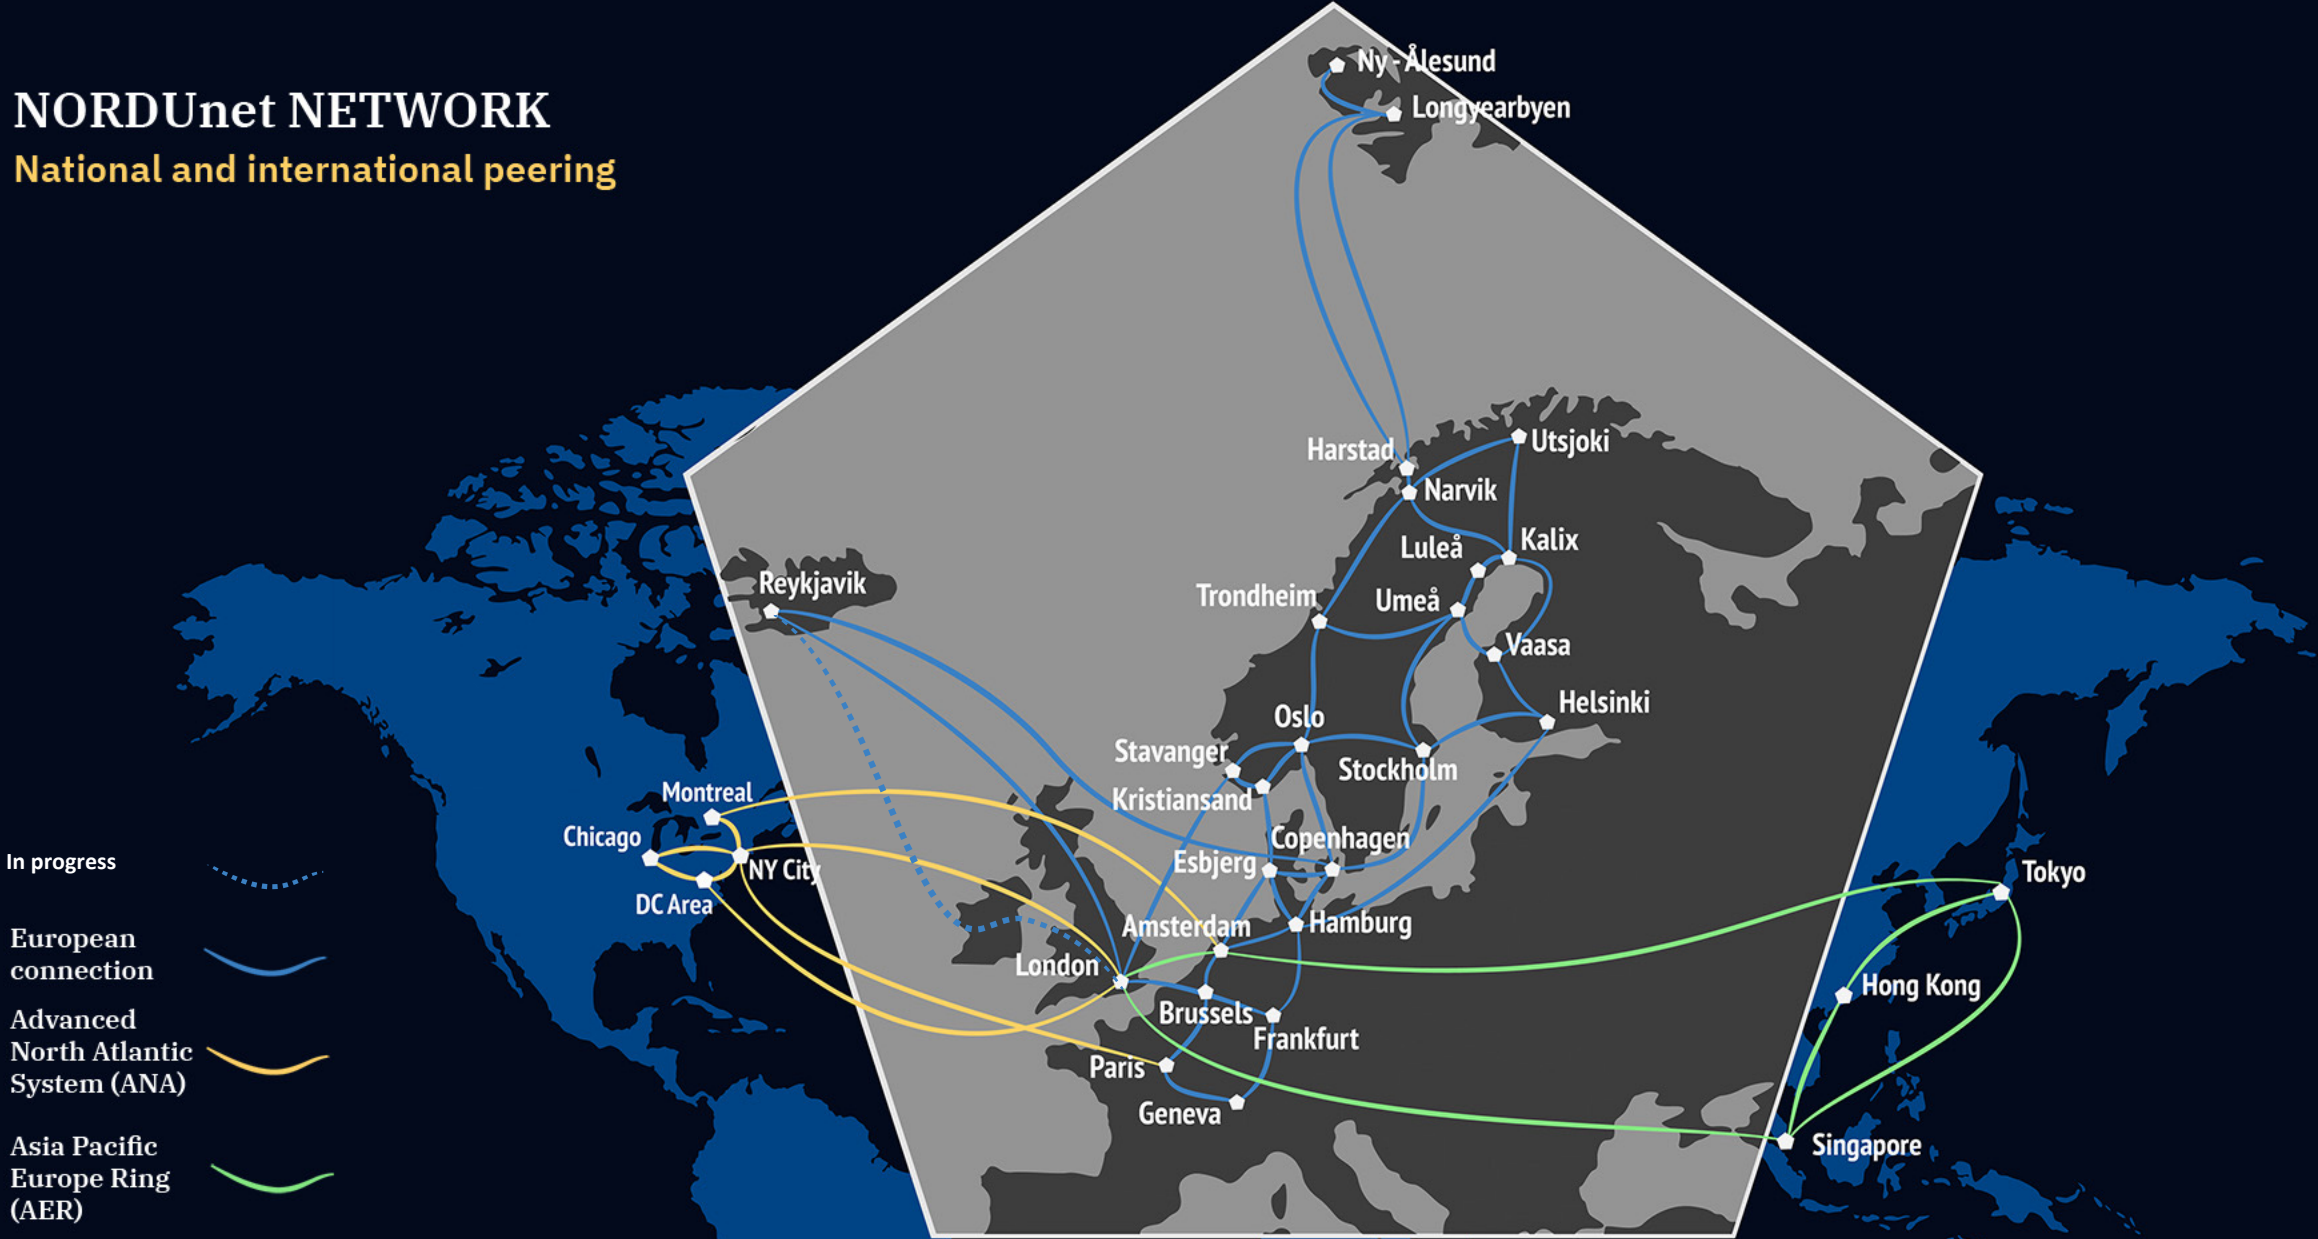 NORDUnet NETWORK
National and international peering
Ny-Ålesund
Longyearbyen
Harstad
Utsjoki
Narvik
Luleå
Kalix
Reykjavik
Trondheim
Umeå
Vaasa
Helsinki
Oslo
Stavanger
Stockholm
Kristiansand
Montreal
Chicago
NY City
DC Area
Copenhagen
Esbjerg
Amsterdam
Hamburg
London
Brussels
Frankfurt
Paris
Geneva
Tokyo
Hong Kong
Singapore
In progress
European
connection
Advanced
North Atlantic
System (ANA)
Asia Pacific
Europe Ring
(AER)